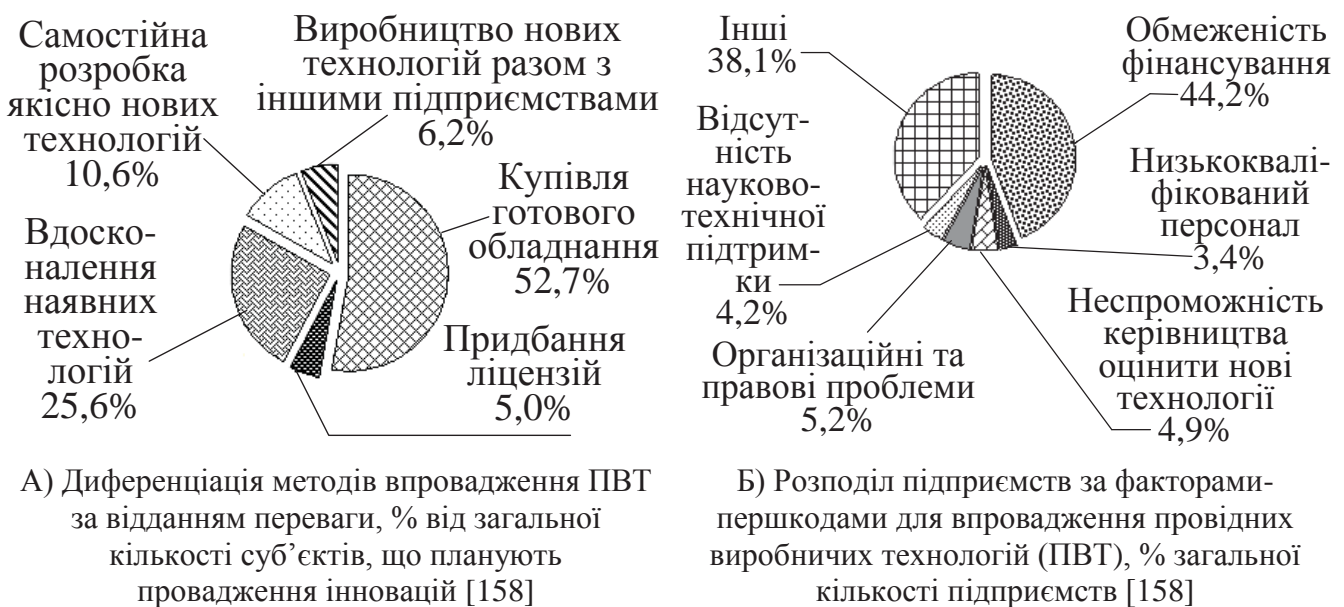 Самостійна
розробка
якісно нових
технологій
10,6%
Виробництво нових
технологій разом з
іншими підприємствами
6,2%
Купівля
готового
обладнання
52,7%
Вдоско-
налення
наявних
техно-
логій
25,6%
Придбання
ліцензій
5,0%
А) Диференціація методів впровадження ПВТ
за відданням переваги, % від загальної
кількості суб’єктів, що планують
провадження інновацій [158]
Інші
38,1%
Обмеженість
фінансування
44,2%
Відсут-
ність
науково-
технічної
підтрим-
ки
4,2%
Низькоквалі-
фікований
персонал
3,4%
Організаційні та
правові проблеми
5,2%
Неспроможність
керівництва
оцінити нові
технології
4,9%
Б) Розподіл підприємств за факторами-
першкодами для впровадження провідних
виробничих технологій (ПВТ), % загальної
кількості підприємств [158]